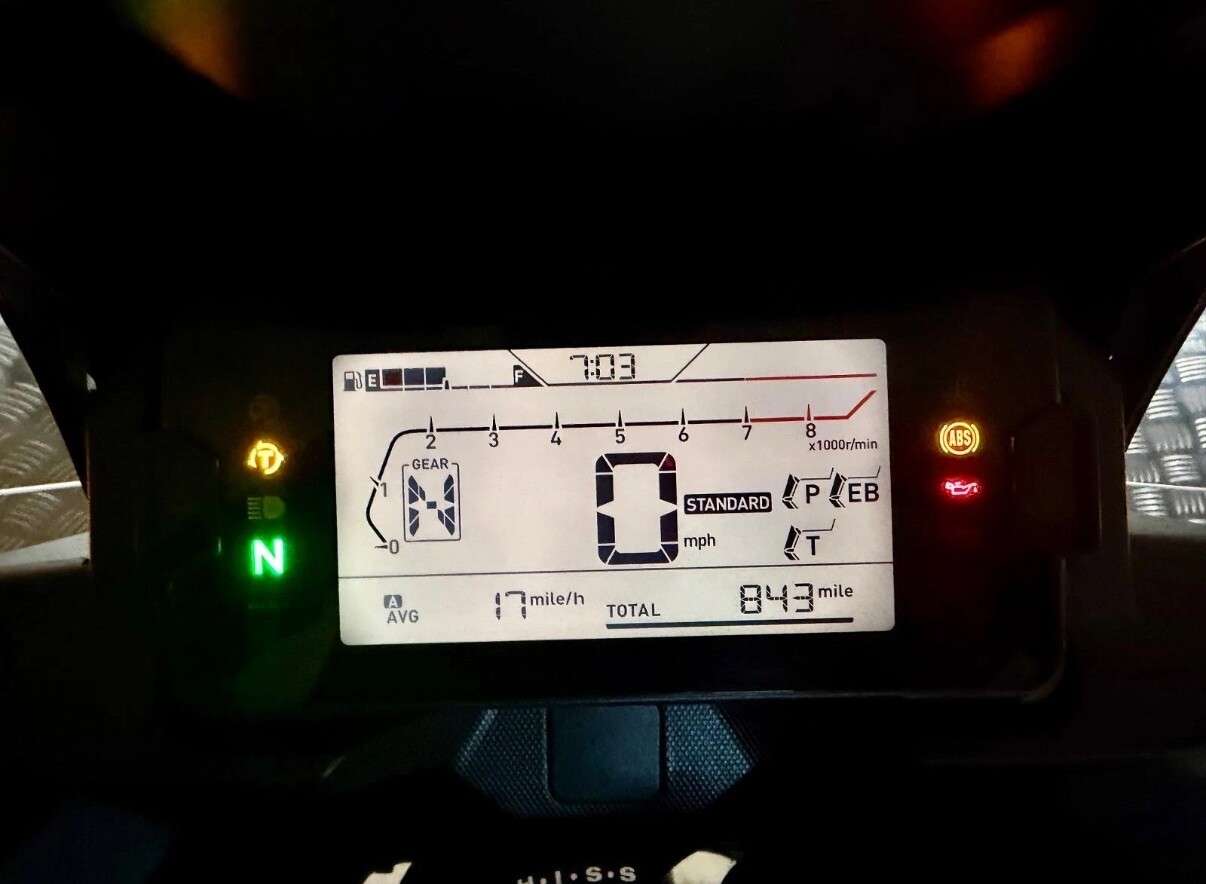 E F 7:03
2 3 4 5 6 7 8
x1000r/min
1
0
GEAR
N
0
mph
STANDARD
P EB
T
A
AVG
17 mile/h
TOTAL 843 mile
T
N
ABS
H·I·S·S